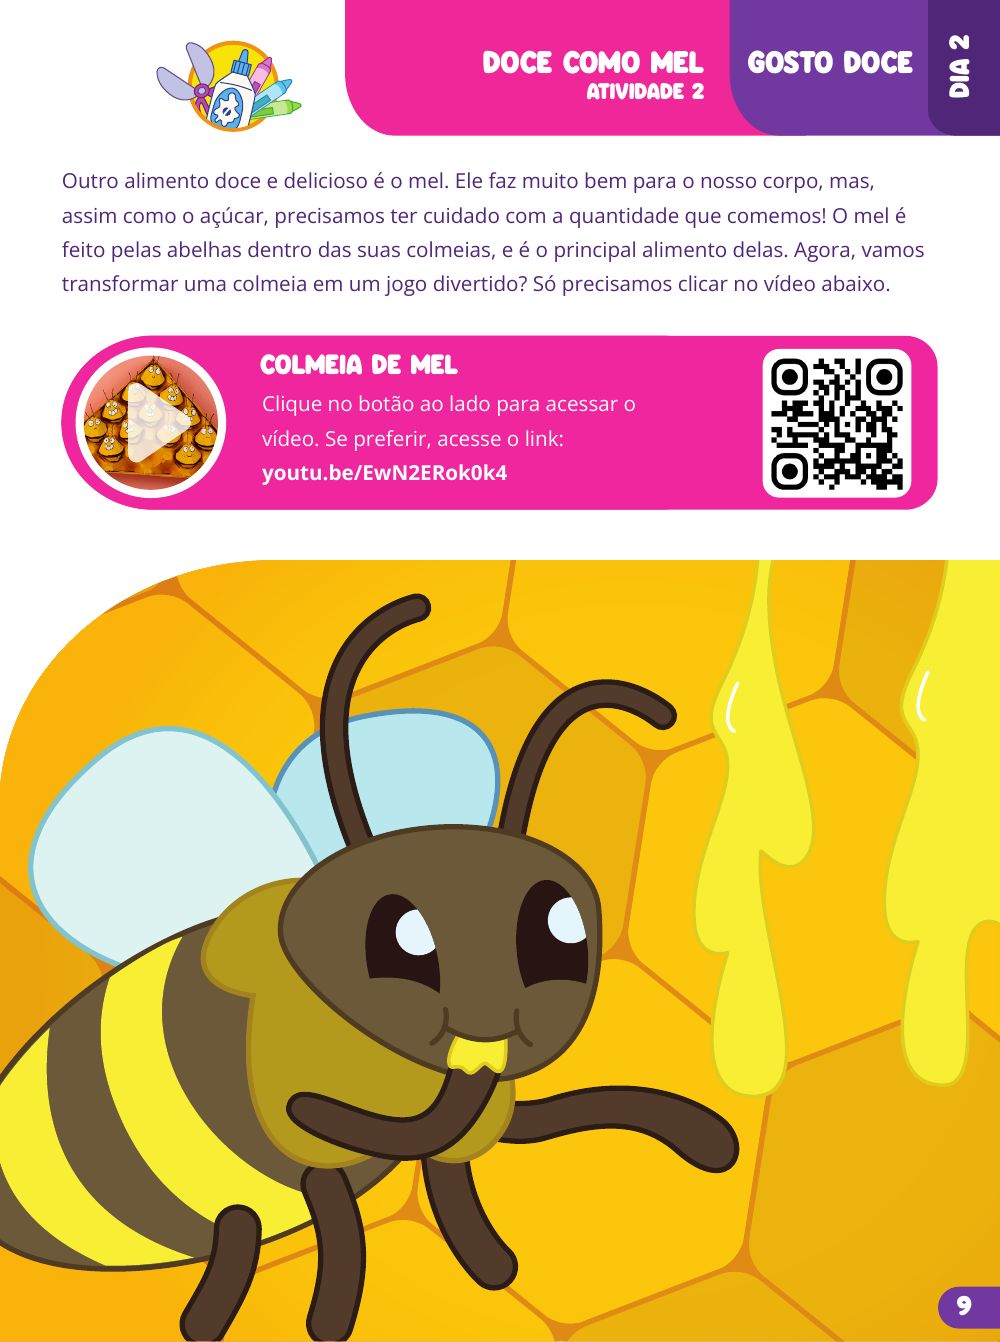 DOCE COMO MEL
ATIVIDADE 2
GOSTO DOCE
DIA 2
Outro alimento doce e delicioso é o mel. Ele faz muito bem para o nosso corpo, mas,
assim como o açúcar, precisamos ter cuidado com a quantidade que comemos! O mel é
feito pelas abelhas dentro das suas colmeias, e é o principal alimento delas. Agora, vamos
transformar uma colmeia em um jogo divertido? Só precisamos clicar no vídeo abaixo.
COLMEIA DE MEL
Clique no botão ao lado para acessar o
vídeo. Se preferir, acesse o link:
youtu.be/EwN2ERok0k4
9